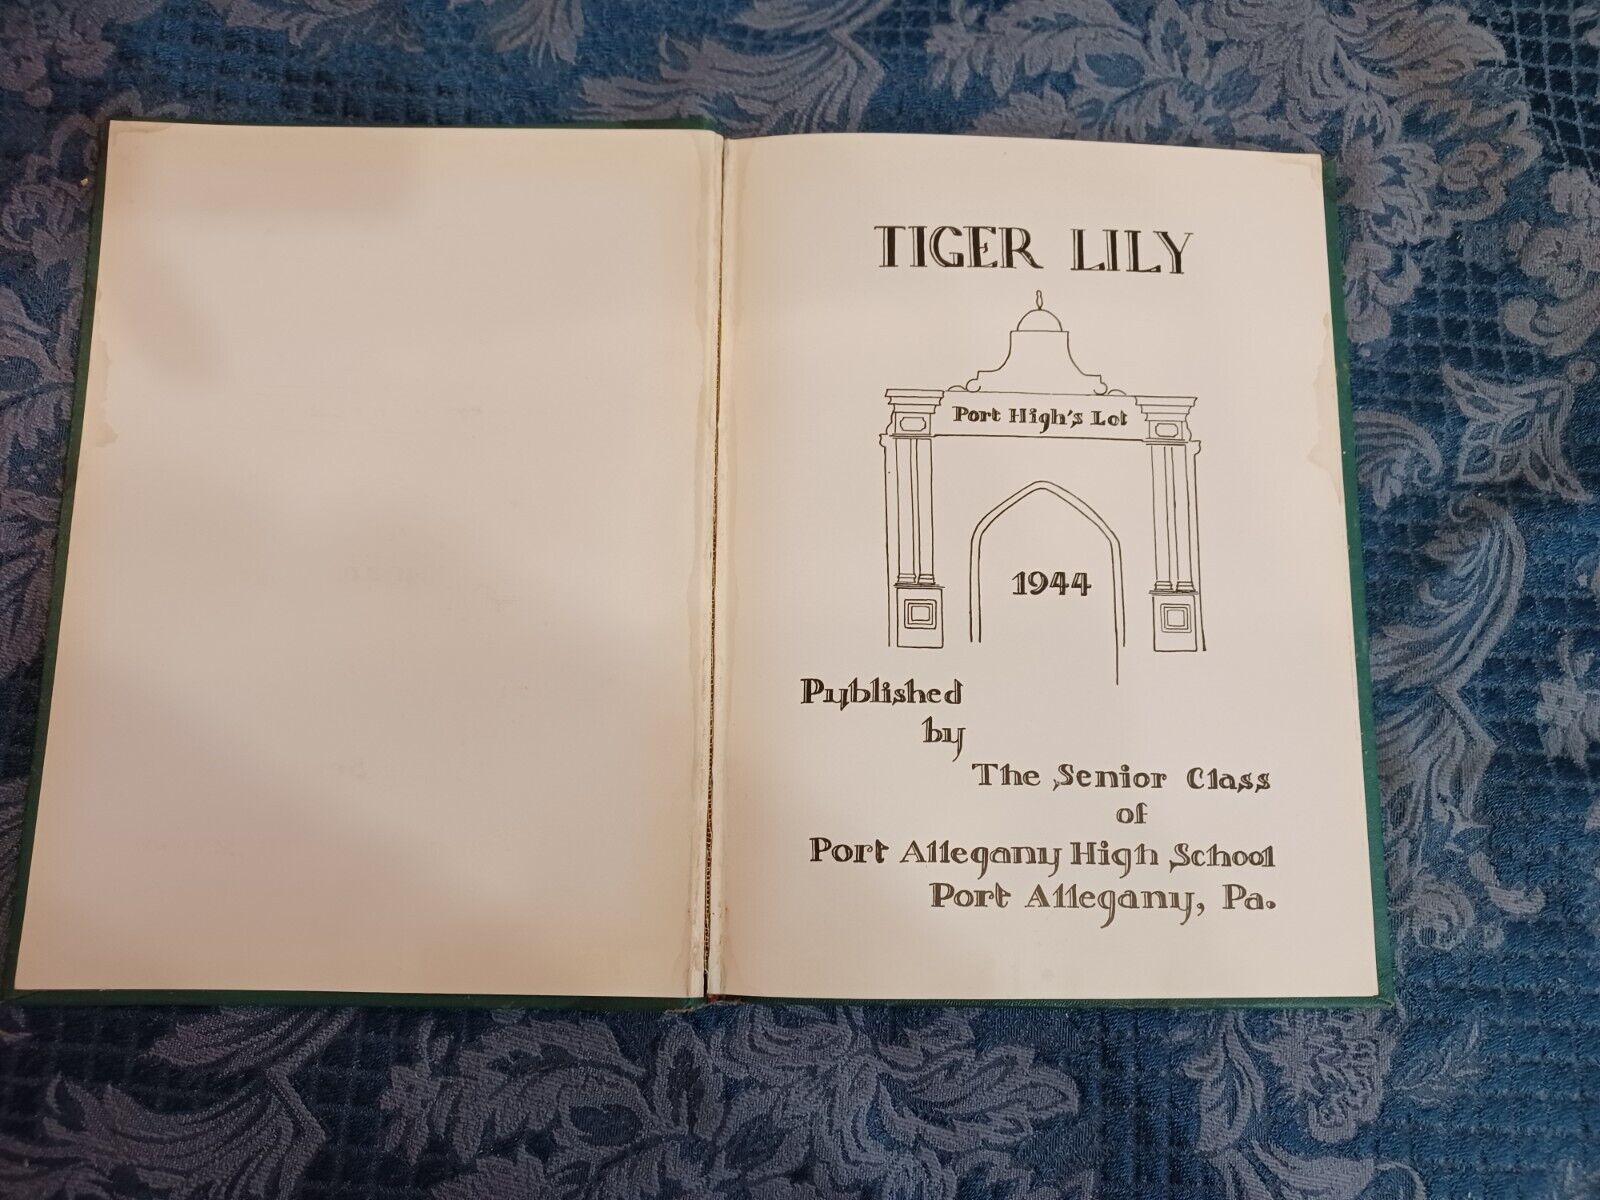 TIGER LILY
Port High's Lot
1944
Published
by
The Senior Class
of
Port Allegany High School
Port Allegany, Pa.